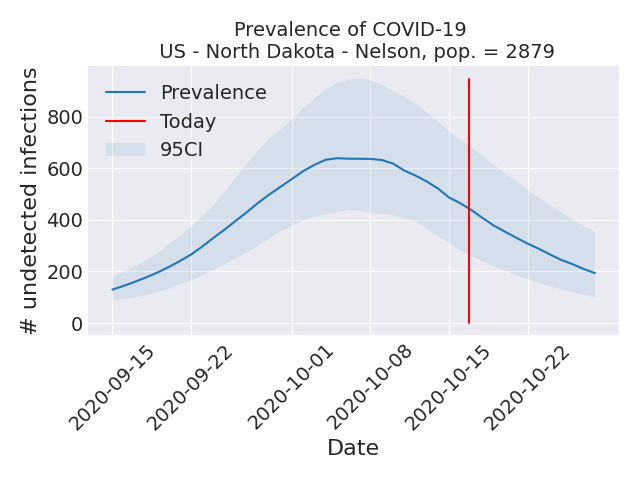 Prevalence of COVID-19
US - North Dakota - Nelson, pop. = 2879
# undetected infections
800
600
400
200
0
Prevalence
Today
95CI
2020-09-15
2020-09-22
2020-10-01
2020-10-08
2020-10-15
2020-10-22
Date